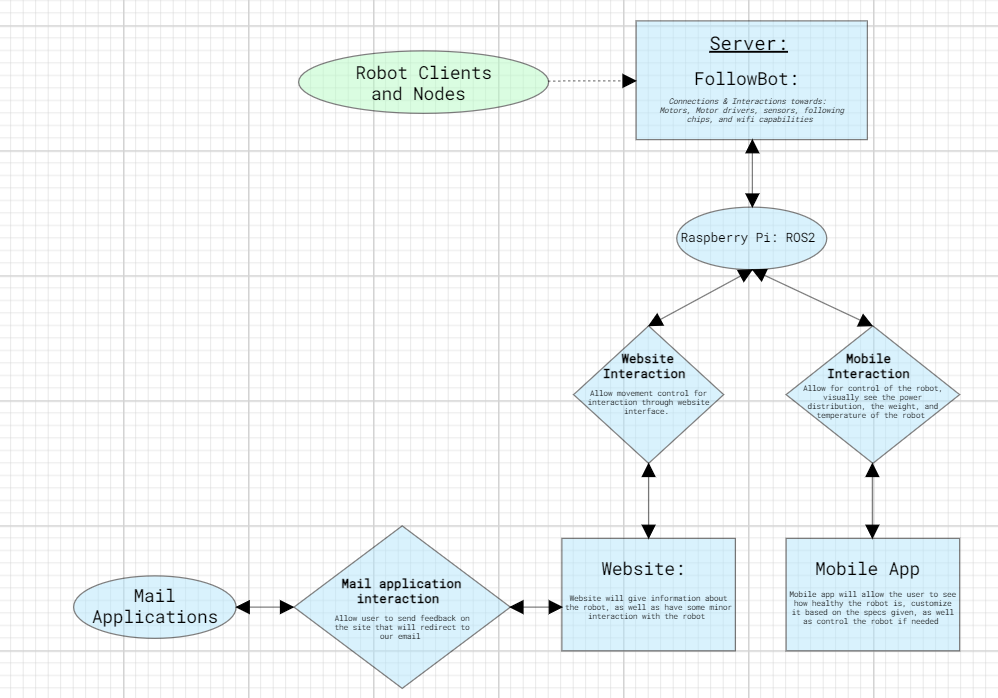 Server:
FollowBot:
Connections & Interactions towards:
Motors, Motor drivers, sensors, following
chips, and wifi capabilities
Robot Clients
and Nodes
Raspberry Pi: ROS2
Website
Interaction
Allow movement control for
interaction through website
interface.
Mobile
Interaction
Allow for control of the robot,
visually see the power
distribution, the weight, and
temperature of the robot
Mail
Applications
Mail application
interaction
Allow user to send feedback on
the site that will redirect to
our email
Website:
Website will give information about
the robot, as well as have some minor
interaction with the robot
Mobile App
Mobile app will allow the user to see
how healthy the robot is, customize
it based on the specs given, as well
as control the robot if needed